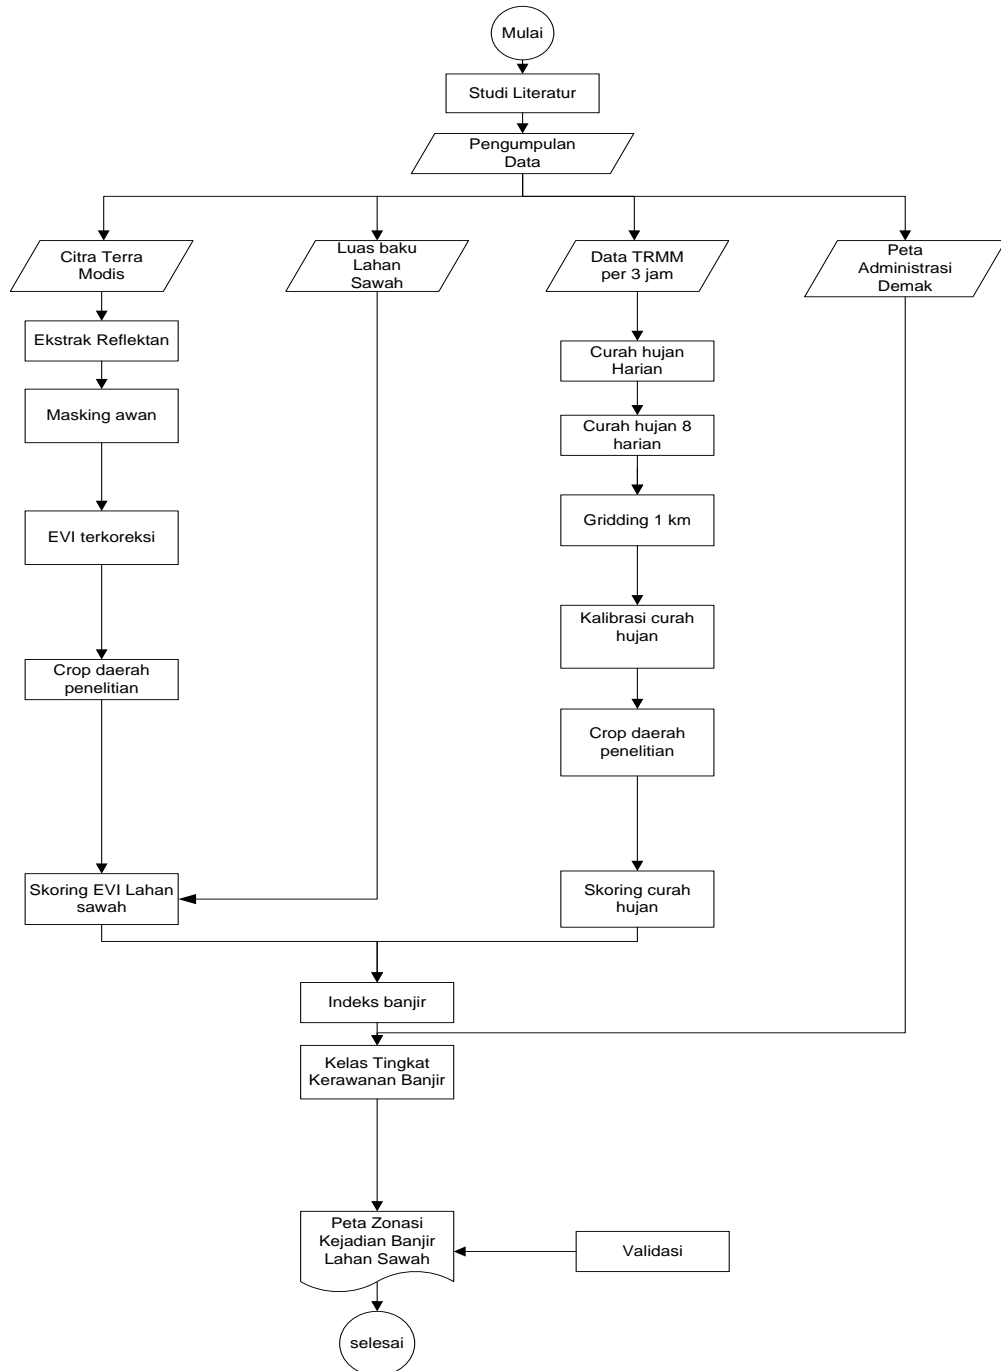 Mulai
Studi Literatur
Pengumpulan
Data
Citra Terra
Modis
Luas baku
Lahan
Sawah
Data TRMM
per 3 jam
Peta
Administrasi
Demak
Ekstrak Reflektan
Masking awan
EVI terkoreksi
Crop daerah
penelitian
Curah hujan
Harian
Curah hujan 8
harian
Gridding 1 km
Kalibrasi curah
hujan
Crop daerah
penelitian
Skoring EVI Lahan
sawah
Skoring curah
hujan
Indeks banjir
Kelas Tingkat
Kerawanan Banjir
Peta Zonasi
Kejadian Banjir
Lahan Sawah
Validasi
selesai